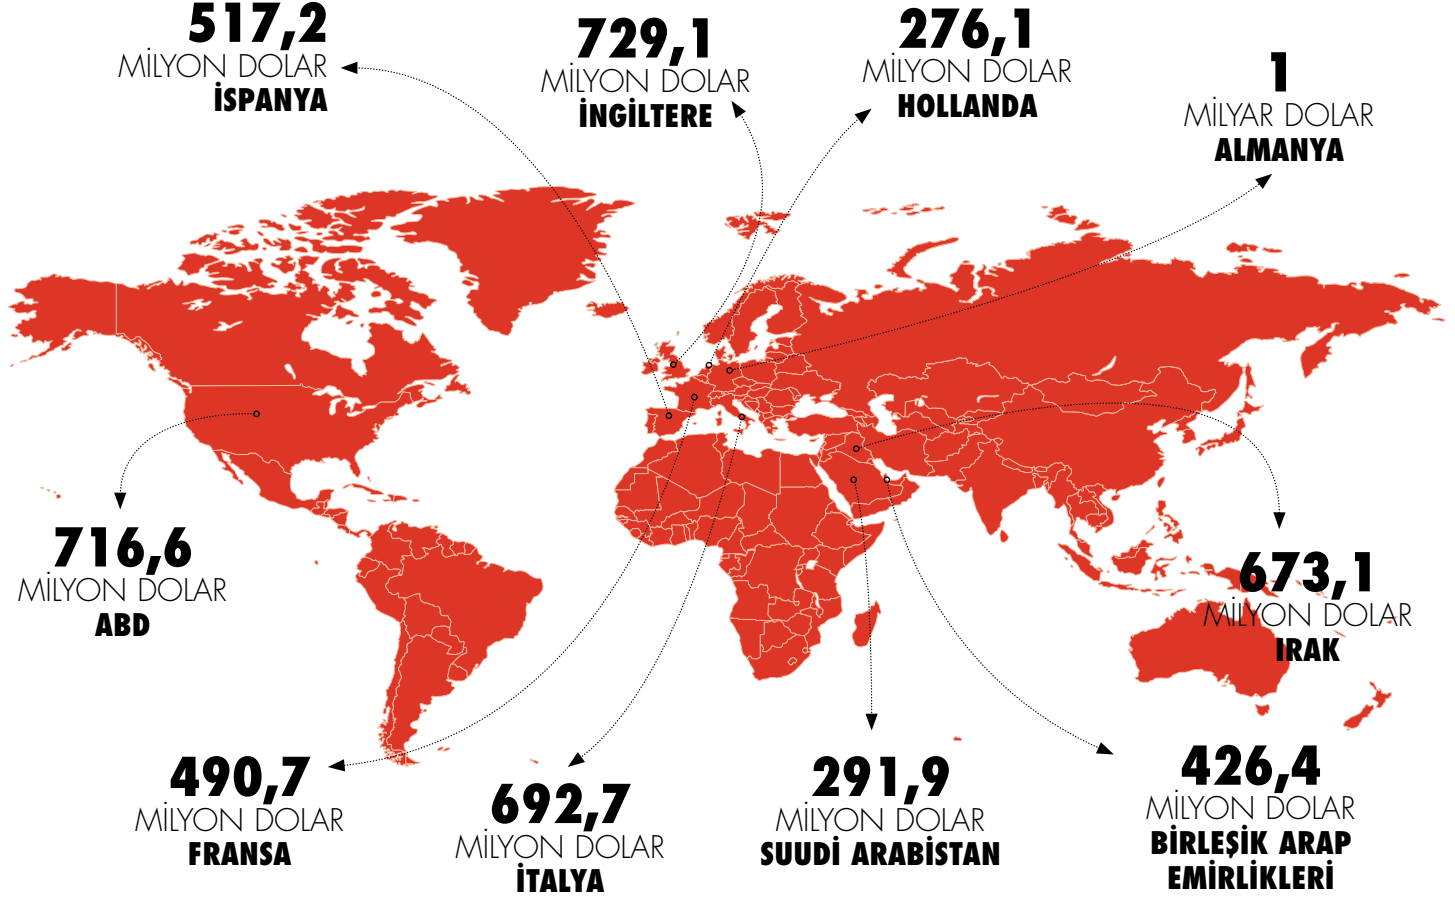 517,2
MİLYON DOLAR
İSPANYA
729,1
MİLYON DOLAR
İNGİLTERE
276,1
MİLYON DOLAR
HOLLANDA
1
MİLYAR DOLAR
ALMANYA
716,6
MİLYON DOLAR
ABD
673,1
MİLYON DOLAR
IRAK
490,7
MİLYON DOLAR
FRANSA
692,7
MİLYON DOLAR
İTALYA
291,9
MİLYON DOLAR
SUUDİ ARABİSTAN
426,4
MİLYON DOLAR
BİRLEŞİK ARAP
EMİRLİKLERİ